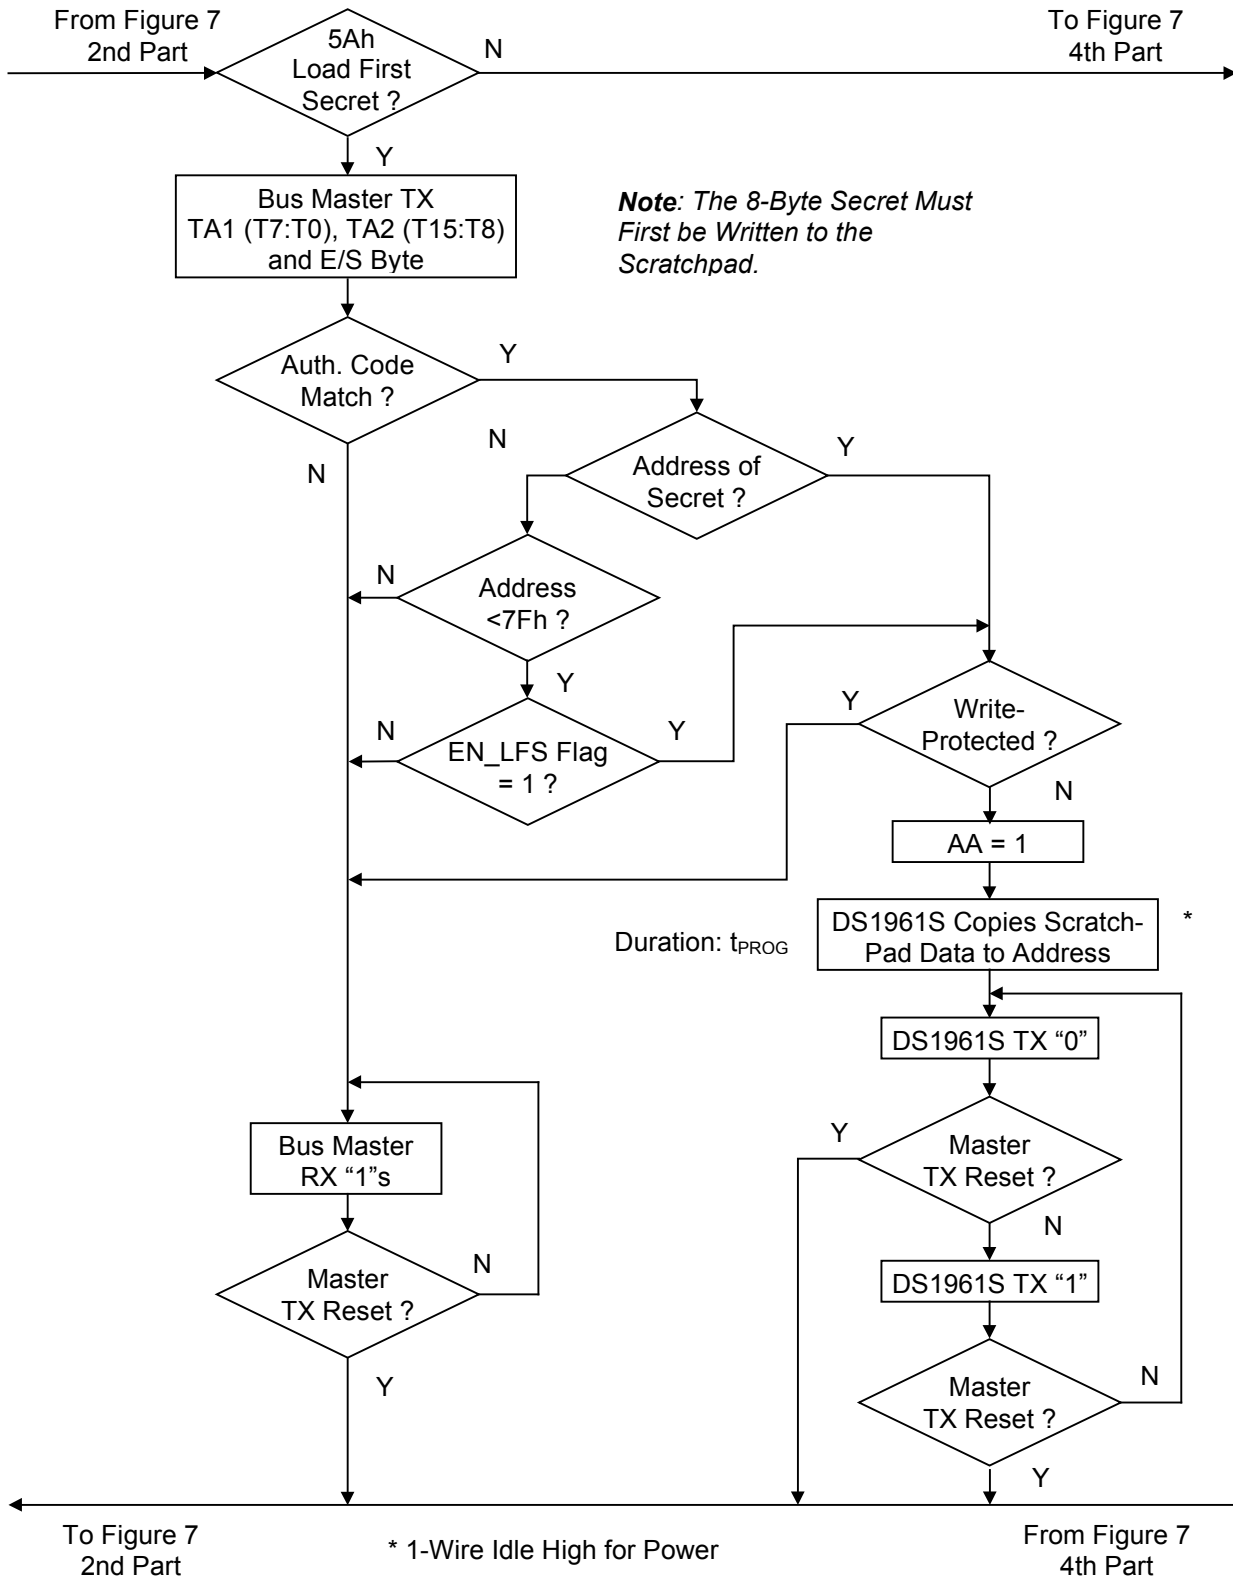 From Figure 7
2nd Part
5Ah
Load First
Secret ?
N
To Figure 7
4th Part
Y
Bus Master TX
TA1 (T7:T0), TA2 (T15:T8)
and E/S Byte
Note: The 8-Byte Secret Must
First be Written to the
Scratchpad.
Auth. Code
Match ?
Y
N
N
Address of
Secret ?
Y
N
Address
<7Fh ?
Y
N
EN_LFS Flag
= 1 ?
Y
Y
Write-
Protected ?
N
AA = 1
Duration: tPROG
DS1961S Copies Scratch-
Pad Data to Address
*
DS1961S TX “0”
Y
Master
TX Reset ?
N
Bus Master
RX “1”s
Master
TX Reset ?
N
Y
DS1961S TX “1”
Master
TX Reset ?
N
Y
To Figure 7
2nd Part
* 1-Wire Idle High for Power
From Figure 7
4th Part